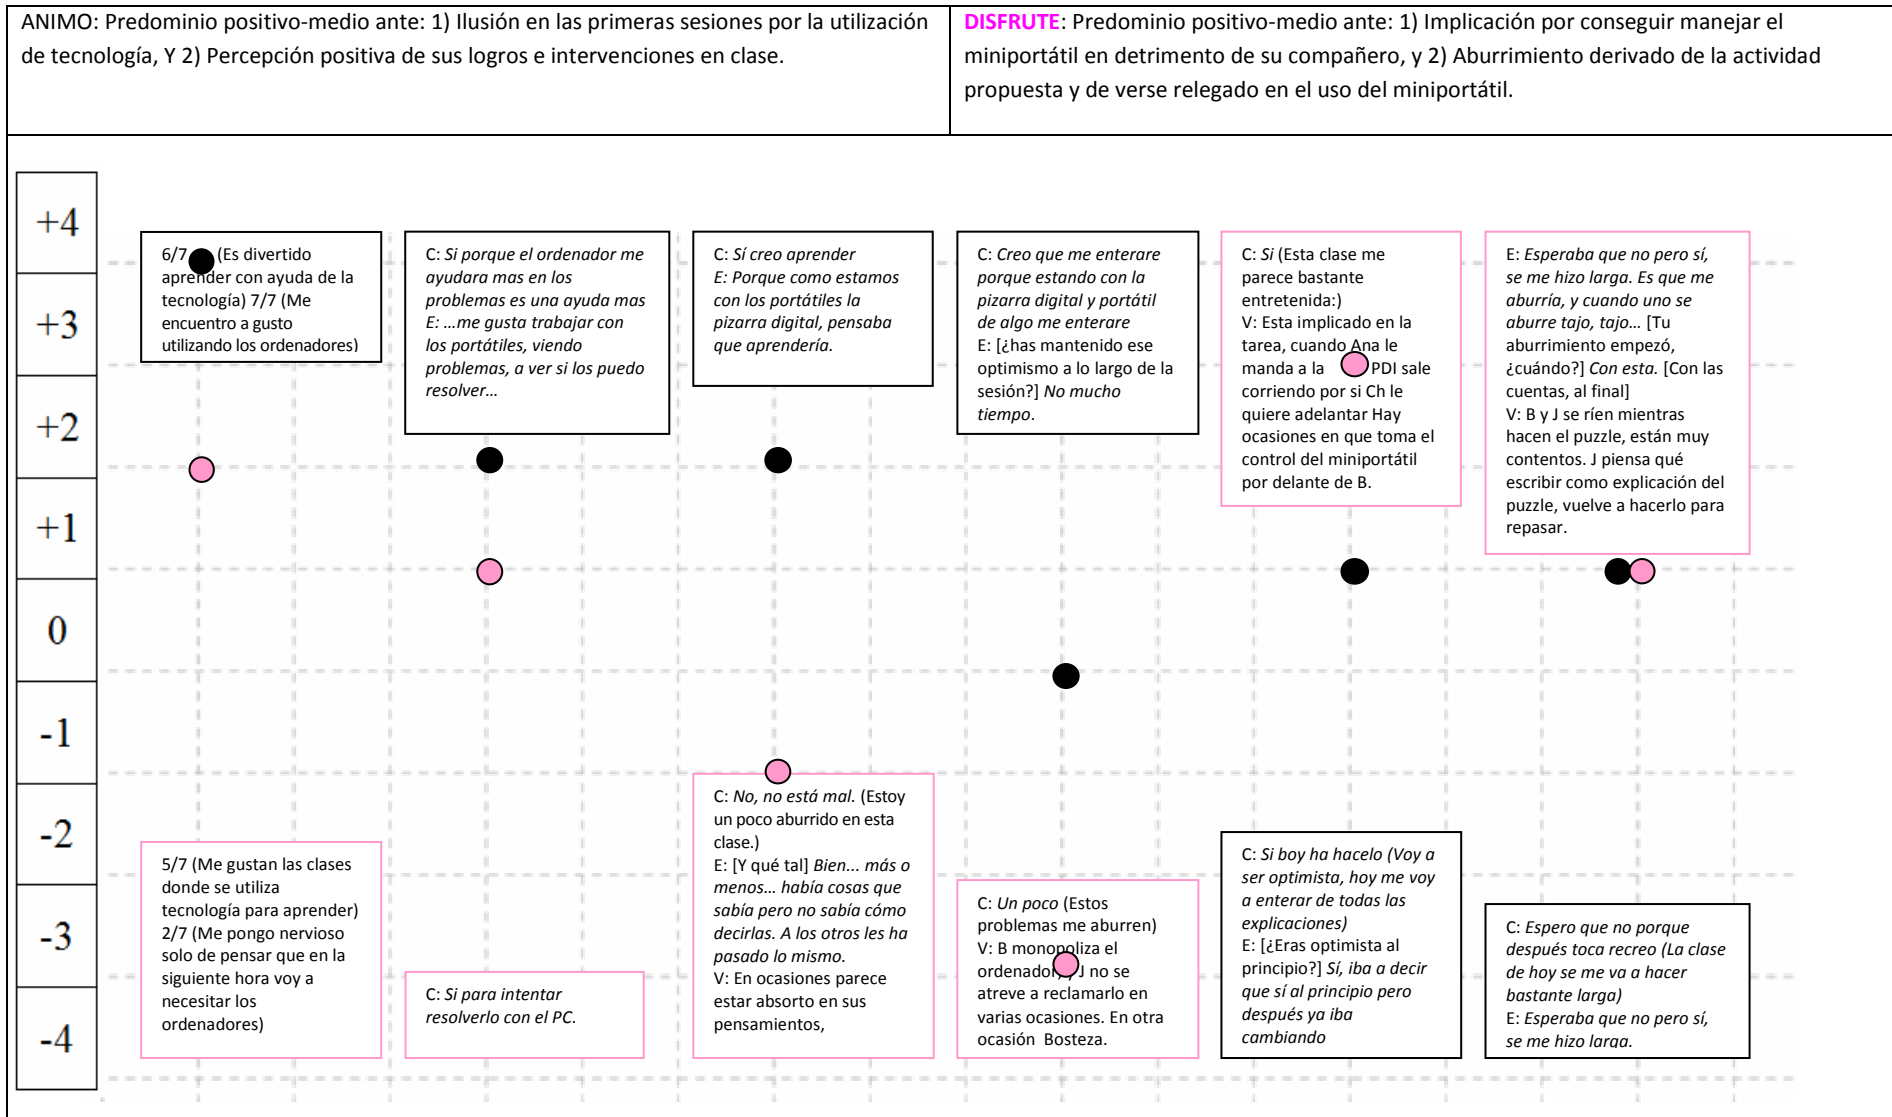 ANIMO: Predominio positivo-medio ante: 1) Ilusión en las primeras sesiones por la utilización
de tecnología, Y 2) Percepción positiva de sus logros e intervenciones en clase.
DISFRUTE: Predominio positivo-medio ante: 1) Implicación por conseguir manejar el
miniportátil en detrimento de su compañero, y 2) Aburrimiento derivado de la actividad
propuesta y de verse relegado en el uso del miniportátil.
+4
+3
+2
+1
0
-1
-2
-3
-4
6/7 (Es divertido
aprender con ayuda de la
tecnología) 7/7 (Me
encuentro a gusto
utilizando los ordenadores)
C: Si porque el ordenador me
ayudara mas en los
problemas es una ayuda mas
E: ...me gusta trabajar con
los portátiles, viendo
problemas, a ver si los puedo
resolver...
C: Sí creo aprender
E: Porque como estamos
con los portátiles la
pizarra digital, pensaba
que aprendería.
C: Creo que me enterare
porque estando con la
pizarra digital y portátil
de algo me enterare
E: [¿has mantenido ese
optimismo a lo largo de la
sesión?] No mucho
tiempo.
C: Si (Esta clase me
parece bastante
entretenida:)
V: Esta implicado en la
tarea, cuando Ana le
manda a la PDI sale
corriendo por si Ch le
quiere adelantar Hay
ocasiones en que toma el
control del miniportátil
por delante de B.
E: Esperaba que no pero sí,
se me hizo larga. Es que me
aburría, y cuando uno se
aburre tajo, tajo... [Tu
aburrimiento empezó,
¿cuándo?] Con esta. [Con las
cuentas, al final]
V: B y J se ríen mientras
hacen el puzzle, están muy
contentos. J piensa qué
escribir como explicación del
puzzle, vuelve a hacerlo para
repasar.
5/7 (Me gustan las clases
donde se utiliza
tecnología para aprender)
2/7 (Me pongo nervioso
solo de pensar que en la
siguiente hora voy a
necesitar los
ordenadores)
C: Si para intentar
resolverlo con el PC.
C: No, no está mal. (Estoy
un poco aburrido en esta
clase.)
E: [Y qué tal] Bien... más o
menos... había cosas que
sabía pero no sabía cómo
decirlas. A los otros les ha
pasado lo mismo.
V: En ocasiones parece
estar absorto en sus
pensamientos,
C: Un poco (Estos
problemas me aburren)
V: B monopoliza el
ordenador, y J no se
atreve a reclamarlo en
varias ocasiones. En otra
ocasión Bosteza.
C: Si boy ha hacelo (Voy a
ser optimista, hoy me voy
a enterar de todas las
explicaciones)
E: [¿Eras optimista al
principio?] Sí, iba a decir
que sí al principio pero
después ya iba
cambiando
C: Espero que no porque
después toca recreo (La clase
de hoy se me va a hacer
bastante larga)
E: Esperaba que no pero sí,
se me hizo larga.